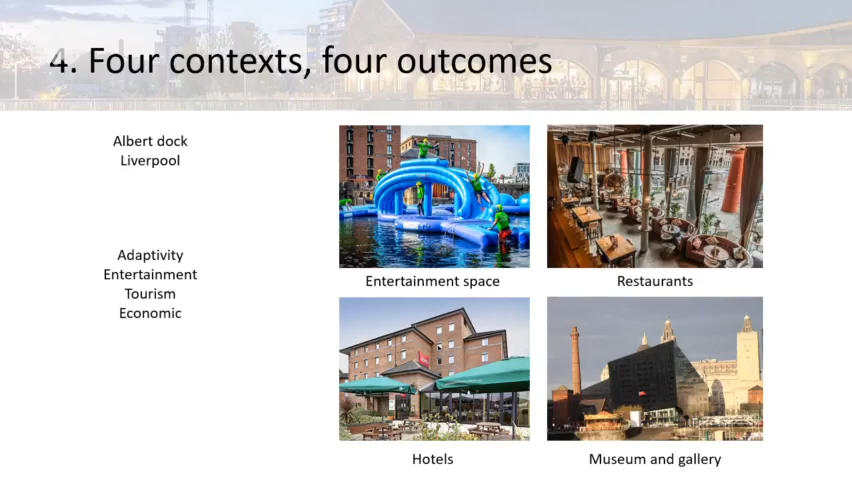 4. Four contexts, four outcomes
Albert dock
Liverpool
Adaptivity
Entertainment
Tourism
Economic
Entertainment space
Restaurants
Hotels
Museum and gallery